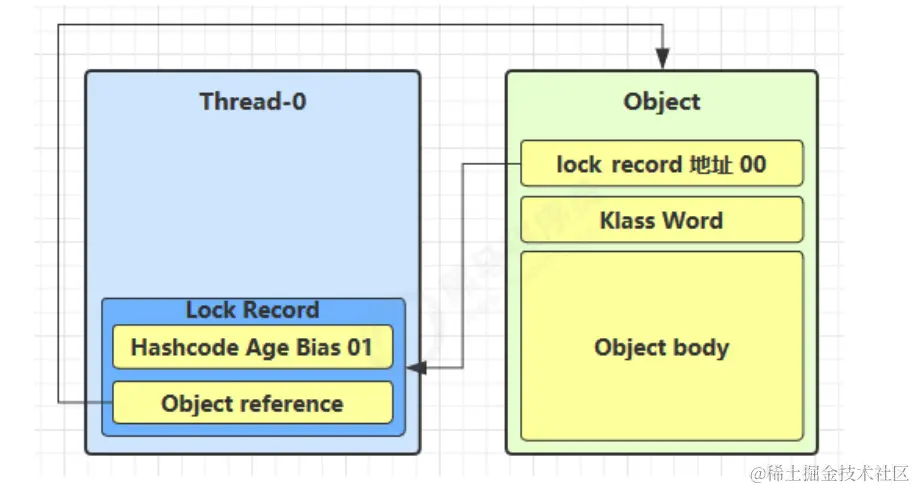 Thread-0
Lock Record
Hashcode Age Bias 01
Object reference
Object
lock record 地址 00
Klass Word
Object body
@稀土掘金技术社区